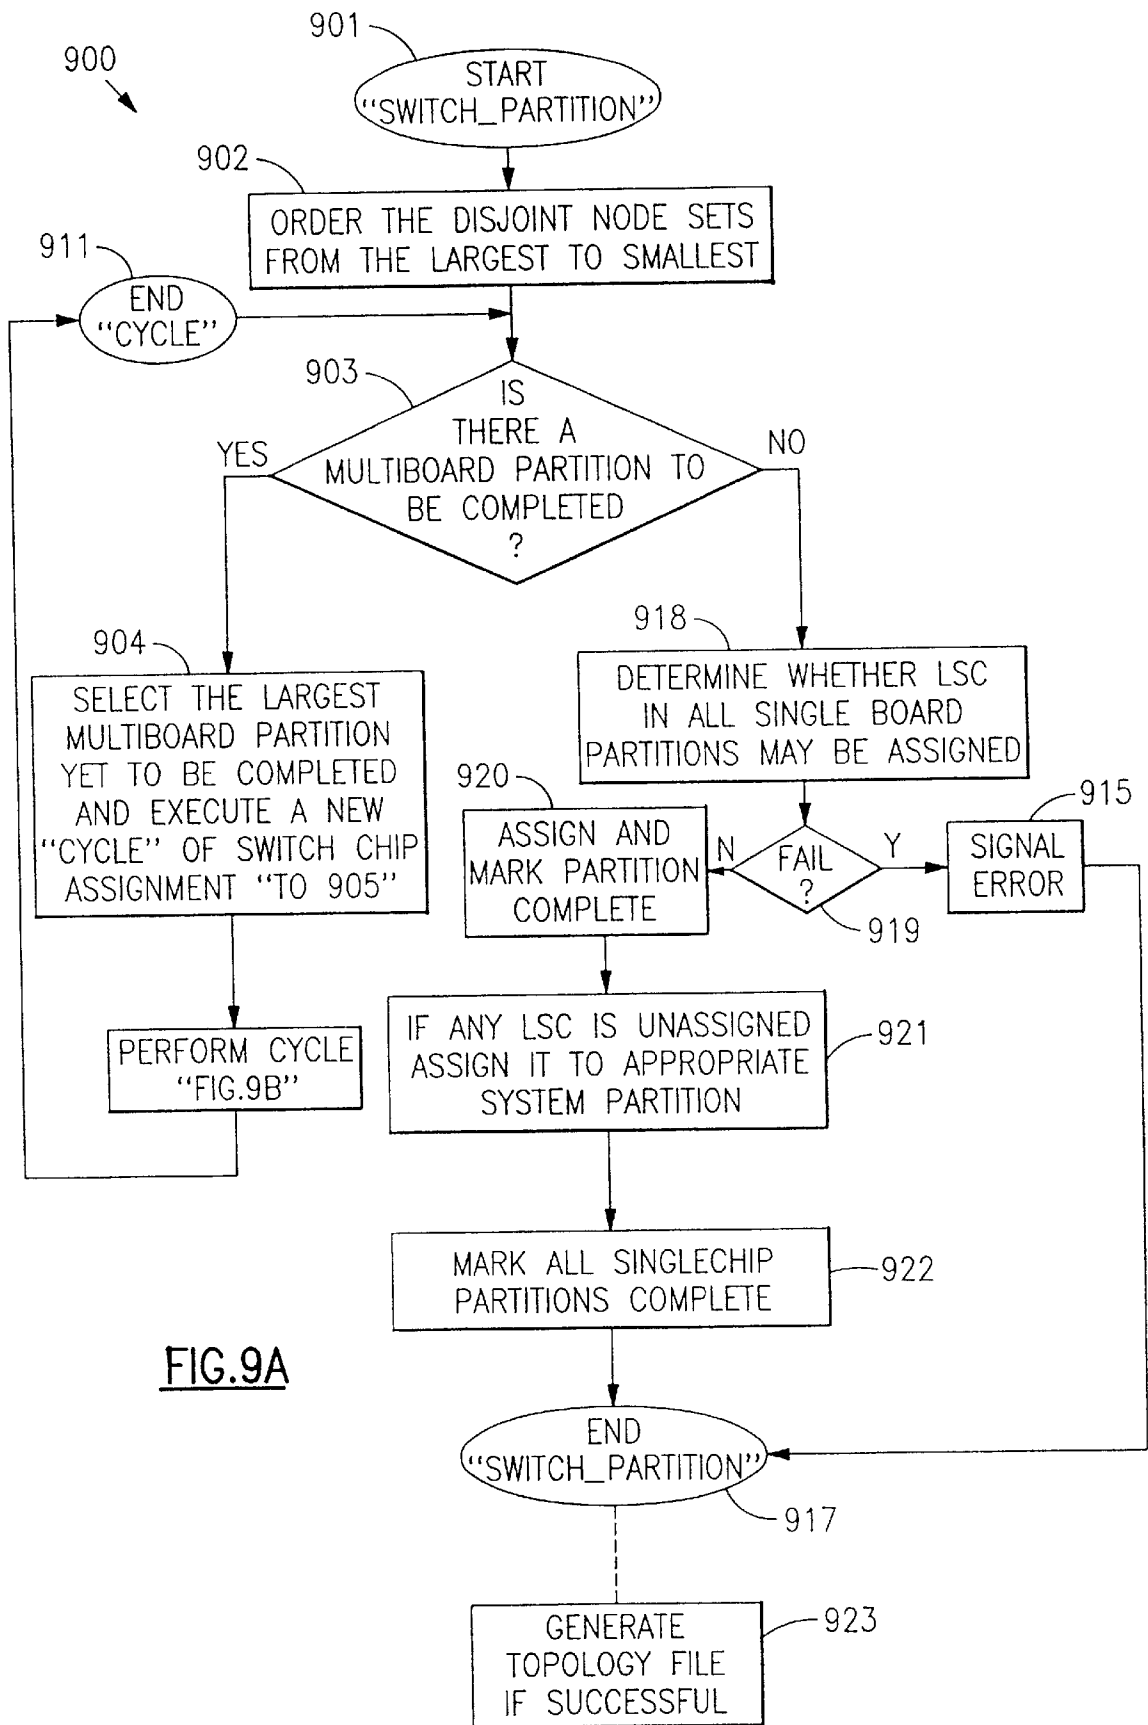 900
901
START
"SWITCH_PARTITION"
902
ORDER THE DISJOINT NODE SETS
FROM THE LARGEST TO SMALLEST
911
END
"CYCLE"
903
IS
THERE A
MULTIBOARD PARTITION TO
BE COMPLETED
?
YES
NO
904
SELECT THE LARGEST
MULTIBOARD PARTITION
YET TO BE COMPLETED
AND EXECUTE A NEW
"CYCLE" OF SWITCH CHIP
ASSIGNMENT "TO 905"
PERFORM CYCLE
"FIG.9B"
918
DETERMINE WHETHER LSC
IN ALL SINGLE BOARD
PARTITIONS MAY BE ASSIGNED
920
ASSIGN AND
MARK PARTITION
COMPLETE
N
FAIL
?
Y
919
915
SIGNAL
ERROR
IF ANY LSC IS UNASSIGNED
ASSIGN IT TO APPROPRIATE
SYSTEM PARTITION
921
MARK ALL SINGLECHIP
PARTITIONS COMPLETE
922
FIG.9A
END
"SWITCH_PARTITION"
917
GENERATE
TOPOLOGY FILE
IF SUCCESSFUL
923